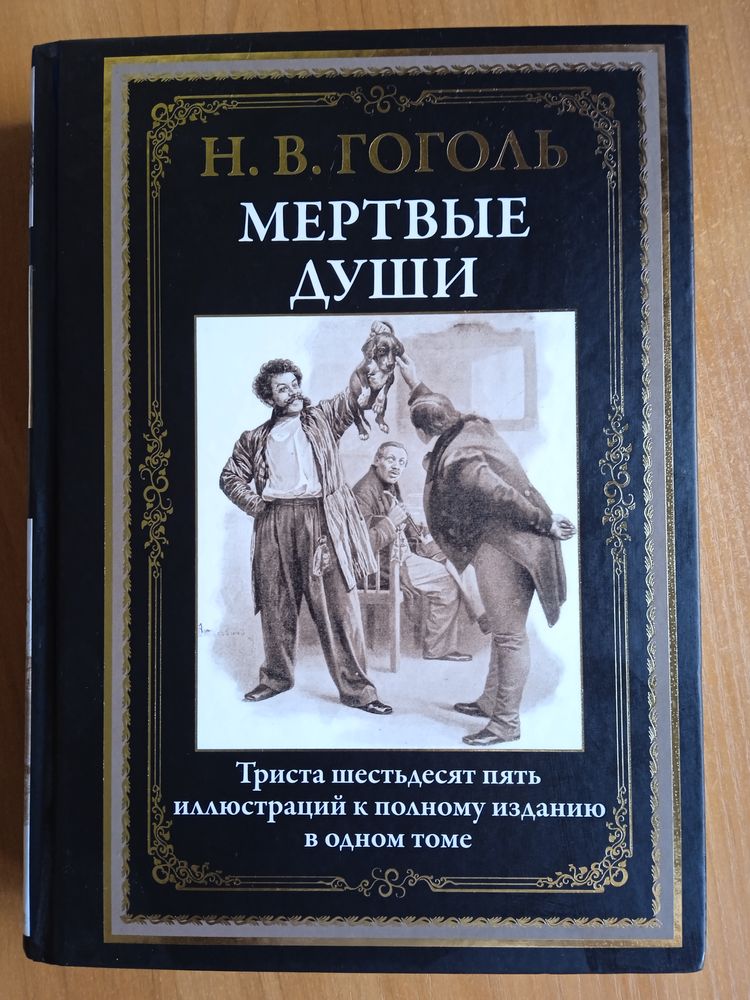 Н. В. ГОГОЛЬ
МЕРТВЫЕ
ДУШИ
Триста шестьдесят пять
иллюстраций к полному изданию
в одном томе